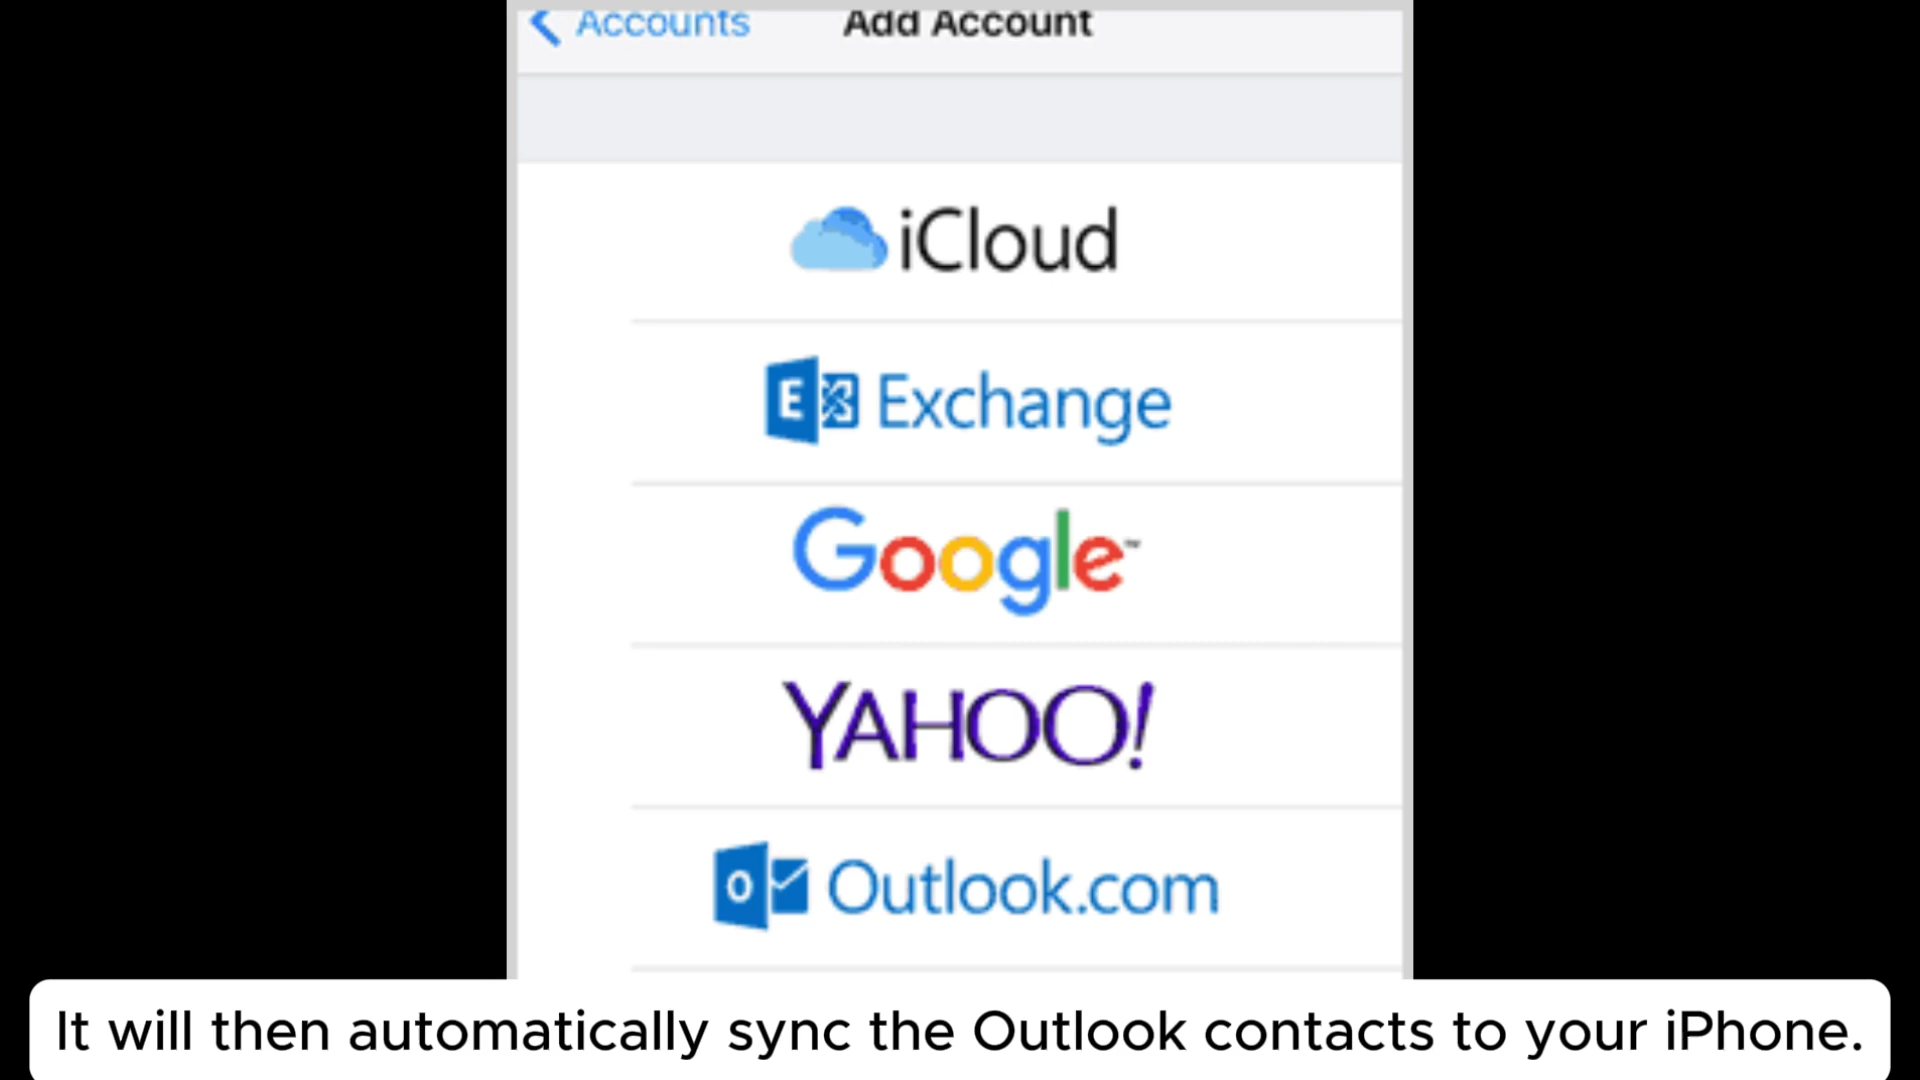 Accounts Add Account
iCloud
E Exchange
Google™
YAHOO!
O Outlook.com
It will then automatically sync the Outlook contacts to your iPhone.